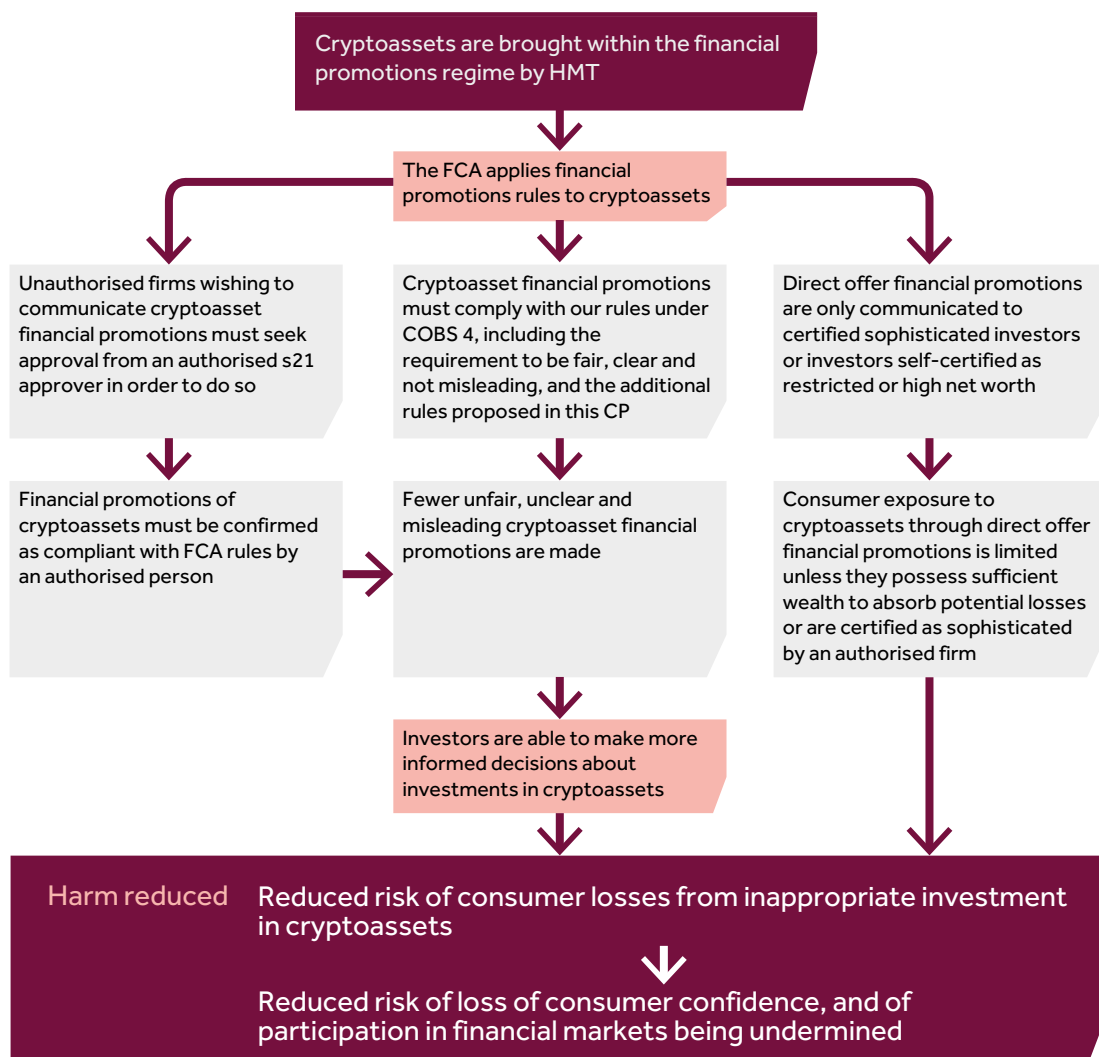 Cryptoassets are brought within the financial
promotions regime by HMT
The FCA applies financial
promotions rules to cryptoassets
Unauthorised firms wishing to
communicate cryptoasset
financial promotions must seek
approval from an authorised s21
approver in order to do so
Cryptoasset financial promotions
must comply with our rules under
COBS 4, including the
requirement to be fair, clear and
not misleading, and the additional
rules proposed in this CP
Direct offer financial promotions
are only communicated to
certified sophisticated investors
or investors self-certified as
restricted or high net worth
Financial promotions of
cryptoassets must be confirmed
as compliant with FCA rules by
an authorised person
Fewer unfair, unclear and
misleading cryptoasset financial
promotions are made
Consumer exposure to
cryptoassets through direct offer
financial promotions is limited
unless they possess sufficient
wealth to absorb potential losses
or are certified as sophisticated
by an authorised firm
Investors are able to make more
informed decisions about
investments in cryptoassets
Harm reduced
Reduced risk of consumer losses from inappropriate investment
in cryptoassets
Reduced risk of loss of consumer confidence, and of
participation in financial markets being undermined